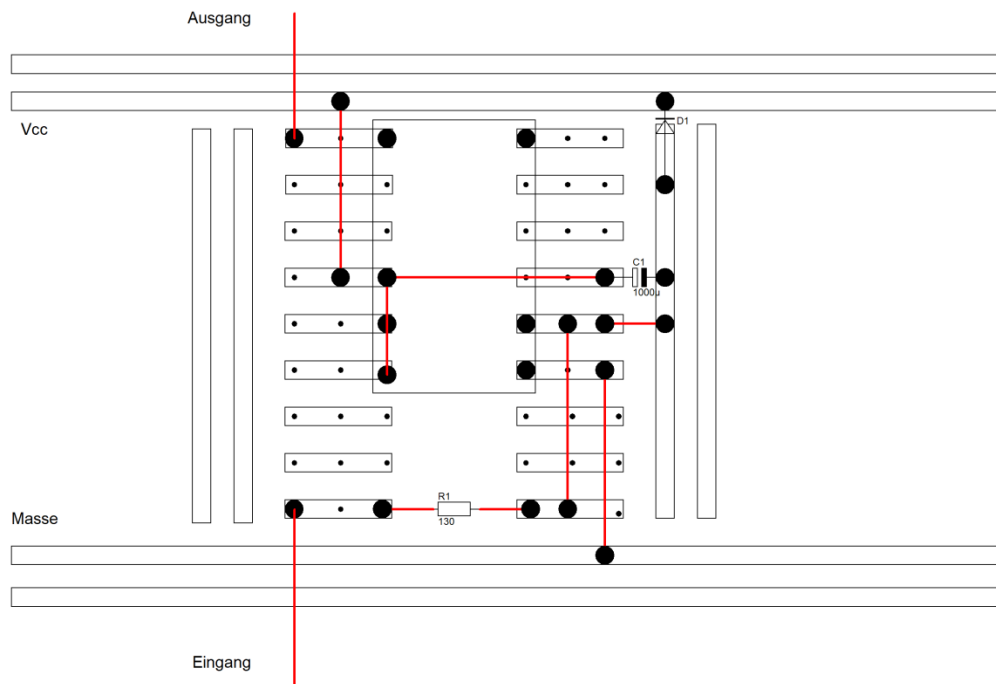 Ausgang
Vcc
D1
C1
1000µ
R1
130
Masse
Eingang